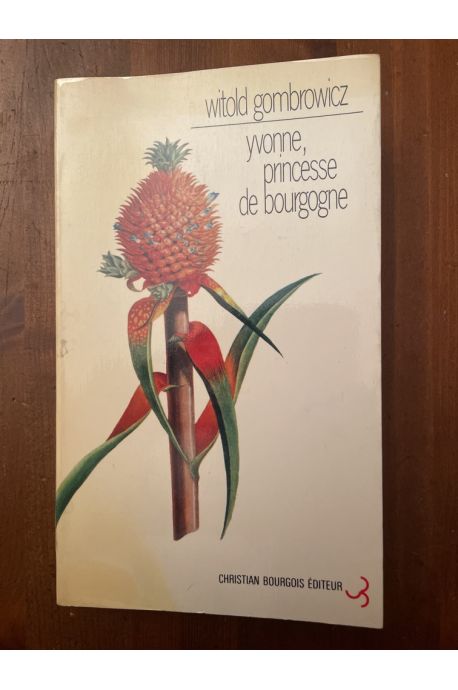 witold gombrowicz
yvonne,
princesse
de bourgogne
CHRISTIAN BOURGOIS ÉDITEUR